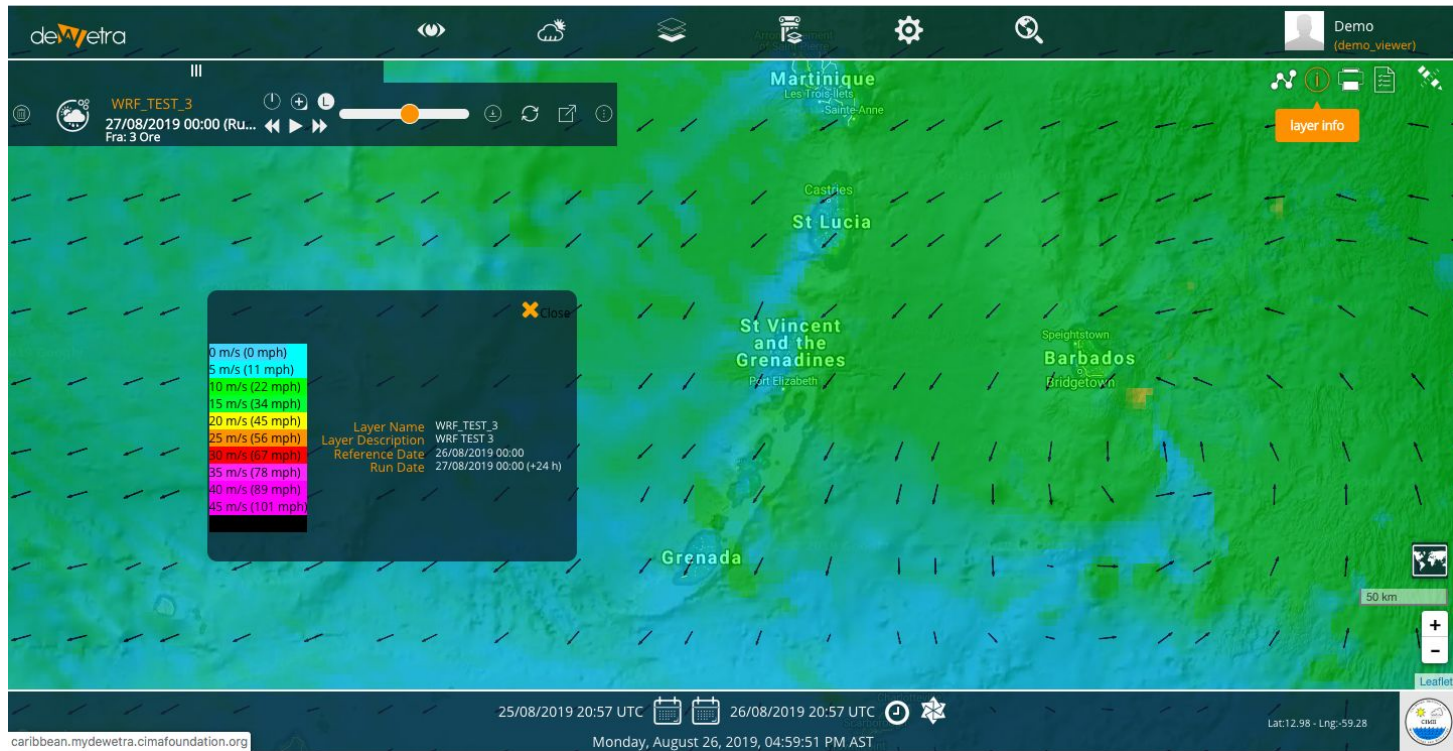 dewetra
Demo
(demo_viewer)
WRF_TEST_3
27/08/2019 00:00 (Ru...
Fra: 3 Ore
L
layer info
Martinique
Les Trois-Ilets
Sainte-Anne
Castries
St Lucia
St Vincent
and the
Grenadines
Port Elizabeth
Speightstown
Barbados
Bridgetown
Grenada
Close
0 m/s (0 mph)
5 m/s (11 mph)
10 m/s (22 mph)
15 m/s (34 mph)
20 m/s (45 mph)
25 m/s (56 mph)
30 m/s (67 mph)
35 m/s (78 mph)
40 m/s (89 mph)
45 m/s (101 mph)
Layer Name WRF_TEST_3
Layer Description WRF TEST 3
Reference Date 26/08/2019 00:00
Run Date 27/08/2019 00:00 (+24 h)
50 km
+
−
Leaflet
25/08/2019 20:57 UTC 26/08/2019 20:57 UTC
Monday, August 26, 2019, 04:59:51 PM AST
Lat:12.98 - Lng:-59.28
CIMH
caribbean.mydewetra.cimafoundation.org